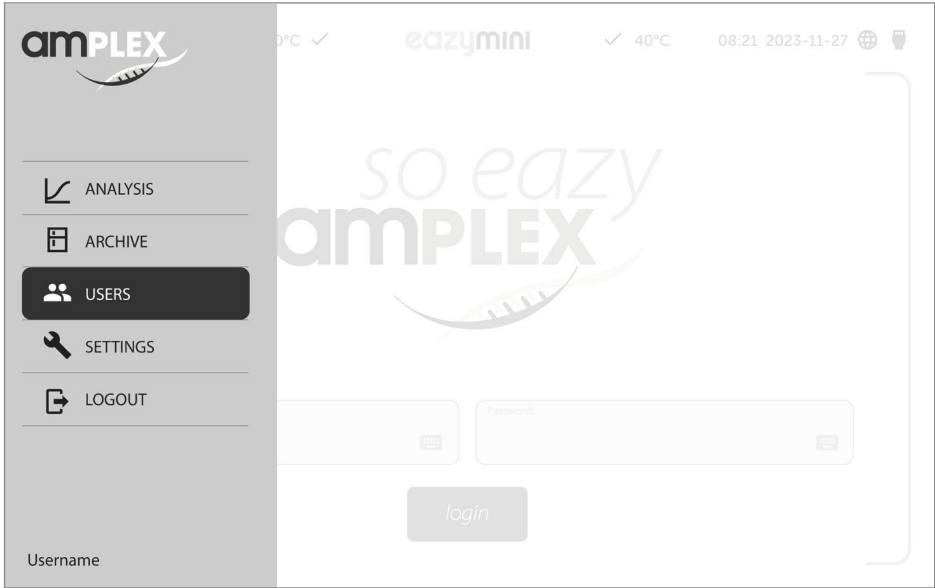 amPLEX
0°C
eazymini
40°C
08:21 2023-11-27
so eazy
amPLEX
ANALYSIS
ARCHIVE
USERS
SETTINGS
LOGOUT
Password
login
Username